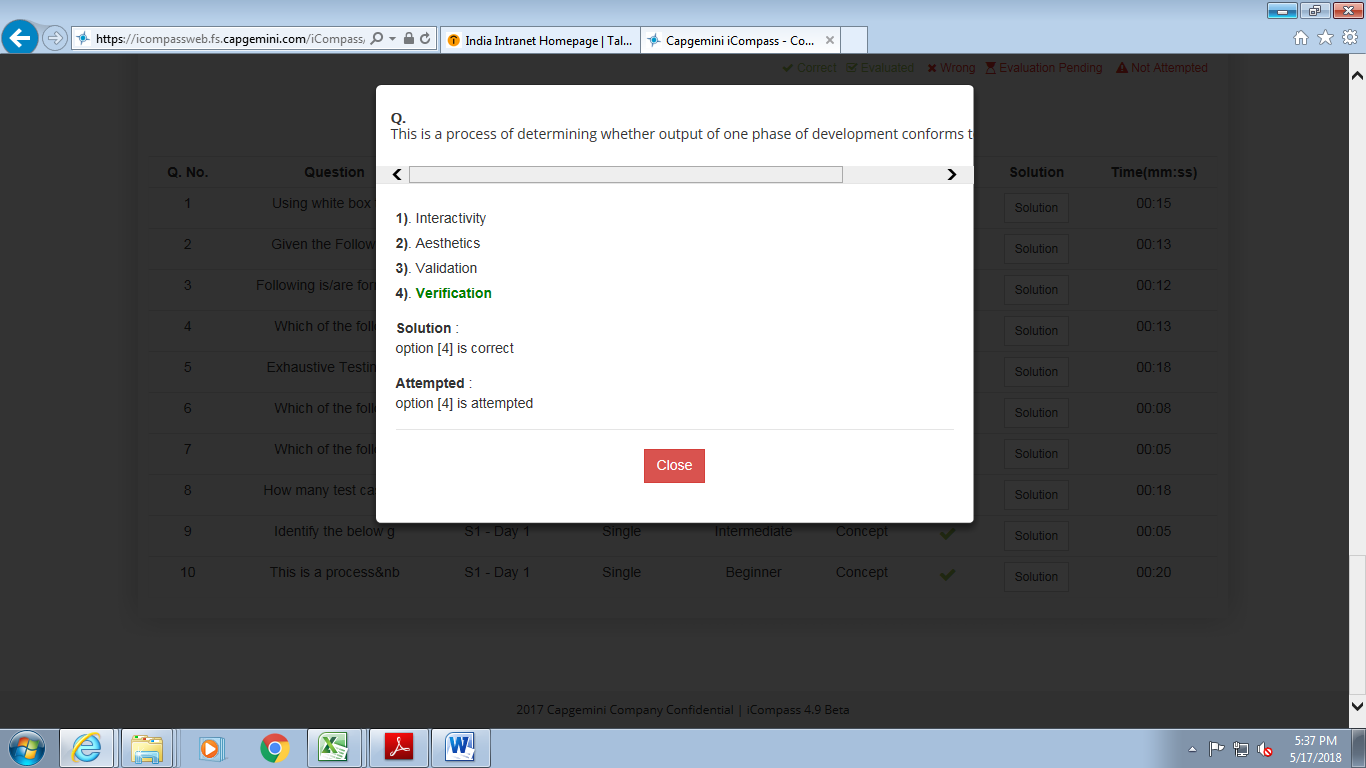 https://icompassweb.fs.capgemini.com/iCompass/
India Intranet Homepage | Tal...
Capgemini iCompass - Co...
Correct Evaluated Wrong Evaluation Pending Not Attempted
Q.
This is a process of determining whether output of one phase of development conforms t
Q. No. Question Solution Time(mm:ss)
1 Using white box Solution 00:15
2 Given the Follow Solution 00:13
3 Following is/are for Solution 00:12
4 Which of the foll Solution 00:13
5 Exhaustive Testin Solution 00:18
6 Which of the foll Solution 00:08
7 Which of the foll Solution 00:05
8 How many test ca Solution 00:18
9 Identify the below g S1 - Day 1 Single Intermediate Concept Solution 00:05
10 This is a process&nb S1 - Day 1 Single Beginner Concept Solution 00:20
1). Interactivity
2). Aesthetics
3). Validation
4). Verification
Solution :
option [4] is correct
Attempted :
option [4] is attempted
Close
2017 Capgemini Company Confidential | iCompass 4.9 Beta
5:37 PM
5/17/2018